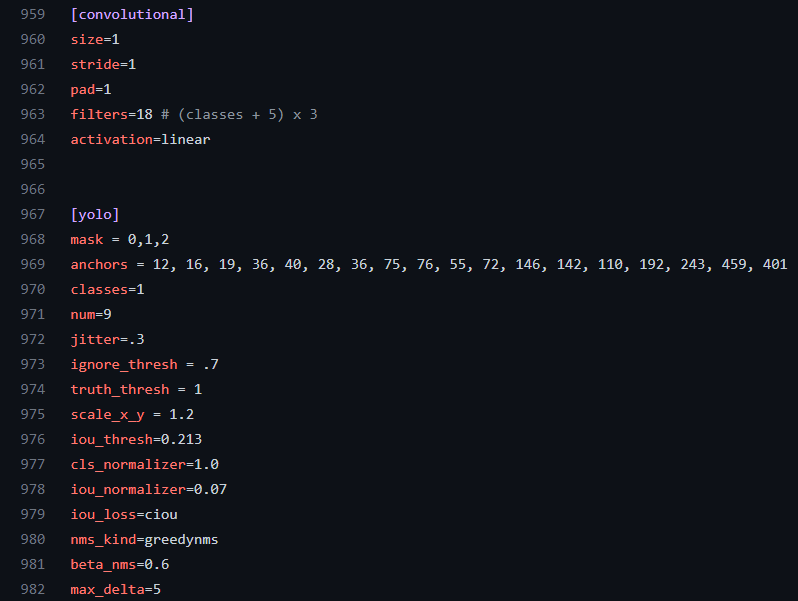 959 [convolutional]
960 size=1
961 stride=1
962 pad=1
963 filters=18 # (classes + 5) x 3
964 activation=linear
965
966
967 [yolo]
968 mask = 0,1,2
969 anchors = 12, 16, 19, 36, 40, 28, 36, 75, 76, 55, 72, 146, 142, 110, 192, 243, 459, 401
970 classes=1
971 num=9
972 jitter=.3
973 ignore_thresh = .7
974 truth_thresh = 1
975 scale_x_y = 1.2
976 iou_thresh=0.213
977 cls_normalizer=1.0
978 iou_normalizer=0.07
979 iou_loss=ciou
980 nms_kind=greedynms
981 beta_nms=0.6
982 max_delta=5